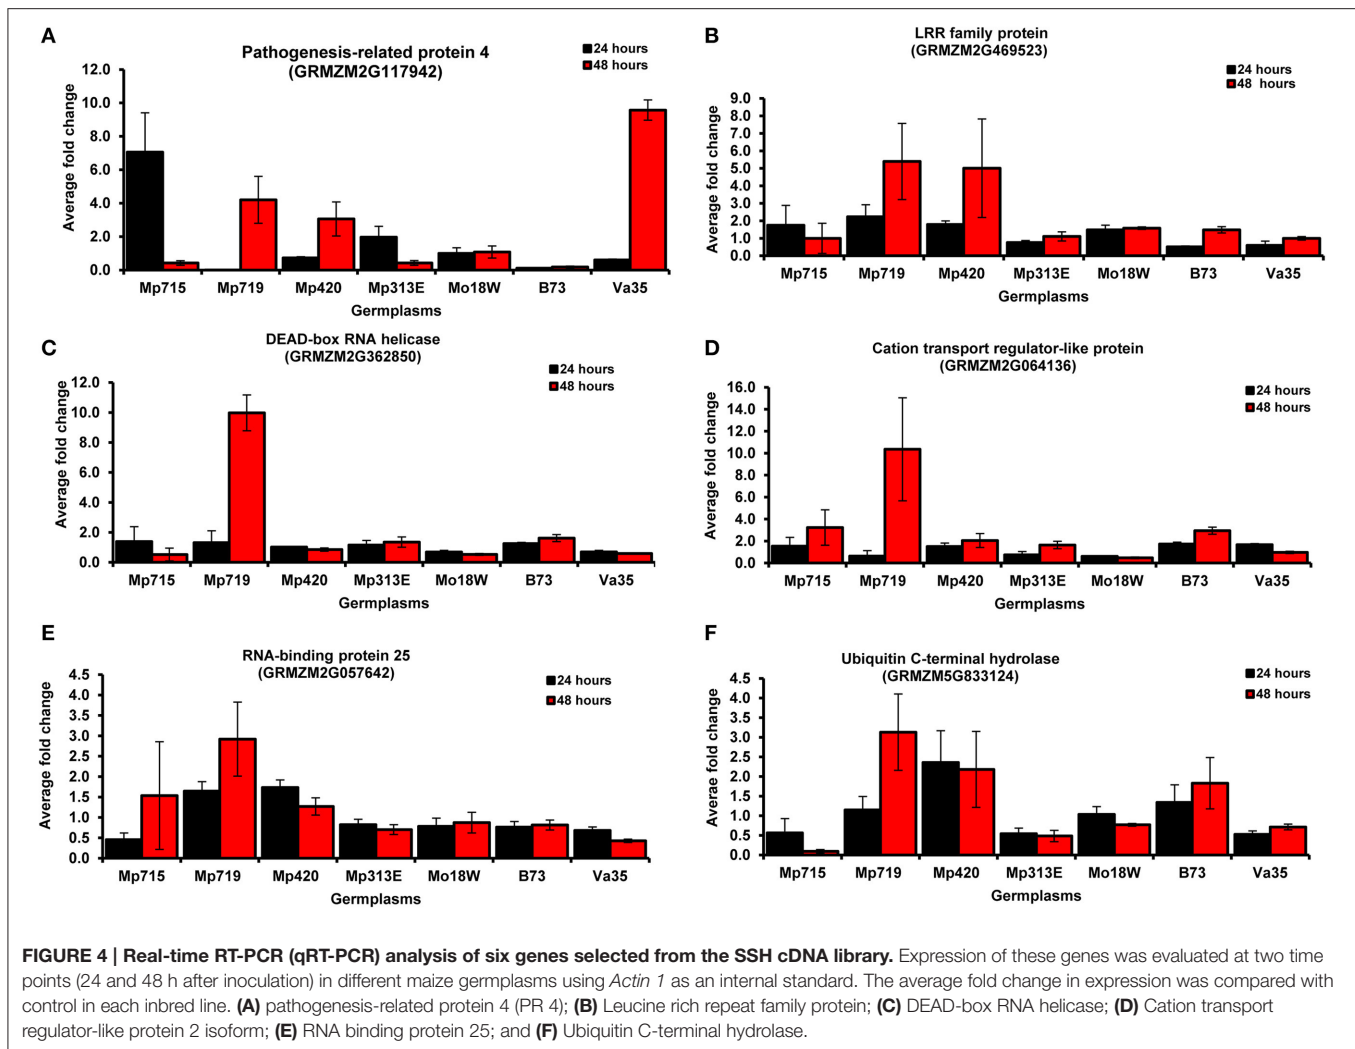 A
Pathogenesis-related protein 4
(GRMZM2G117942)
24 hours
48 hours
Average fold change
12.0
10.0
8.0
6.0
4.0
2.0
0.0
Mp715 Mp719 Mp420 Mp313E Mo18W B73 Va35
Germplasms
B
LRR family protein
(GRMZM2G469523)
24 hours
48 hours
Average fold change
9.0
8.0
7.0
6.0
5.0
4.0
3.0
2.0
1.0
0.0
Mp715 Mp719 Mp420 Mp313E Mo18W B73 Va35
Germplasms
C
DEAD-box RNA helicase
(GRMZM2G362850)
24 hours
48 hours
Average fold change
12.0
10.0
8.0
6.0
4.0
2.0
0.0
Mp715 Mp719 Mp420 Mp313E Mo18W B73 Va35
Germplasms
D
Cation transport regulator-like protein
(GRMZM2G064136)
24 hours
48 hours
Average fold change
16.0
14.0
12.0
10.0
8.0
6.0
4.0
2.0
0.0
Mp715 Mp719 Mp420 Mp313E Mo18W B73 Va35
Germplasms
E
RNA-binding protein 25
(GRMZM2G057642)
24 hours
48 hours
Average fold change
4.5
4.0
3.5
3.0
2.5
2.0
1.5
1.0
0.5
0.0
Mp715 Mp719 Mp420 Mp313E Mo18W B73 Va35
Germplasms
F
Ubiquitin C-terminal hydrolase
(GRMZM5G833124)
24 hours
48 hours
Averae fold change
4.5
4.0
3.5
3.0
2.5
2.0
1.5
1.0
0.5
0.0
Mp715 Mp719 Mp420 Mp313E Mo18W B73 Va35
Germplasms
FIGURE 4 | Real-time RT-PCR (qRT-PCR) analysis of six genes selected from the SSH cDNA library. Expression of these genes was evaluated at two time
points (24 and 48 h after inoculation) in different maize germplasms using Actin 1 as an internal standard. The average fold change in expression was compared with
control in each inbred line. (A) pathogenesis-related protein 4 (PR 4); (B) Leucine rich repeat family protein; (C) DEAD-box RNA helicase; (D) Cation transport
regulator-like protein 2 isoform; (E) RNA binding protein 25; and (F) Ubiquitin C-terminal hydrolase.